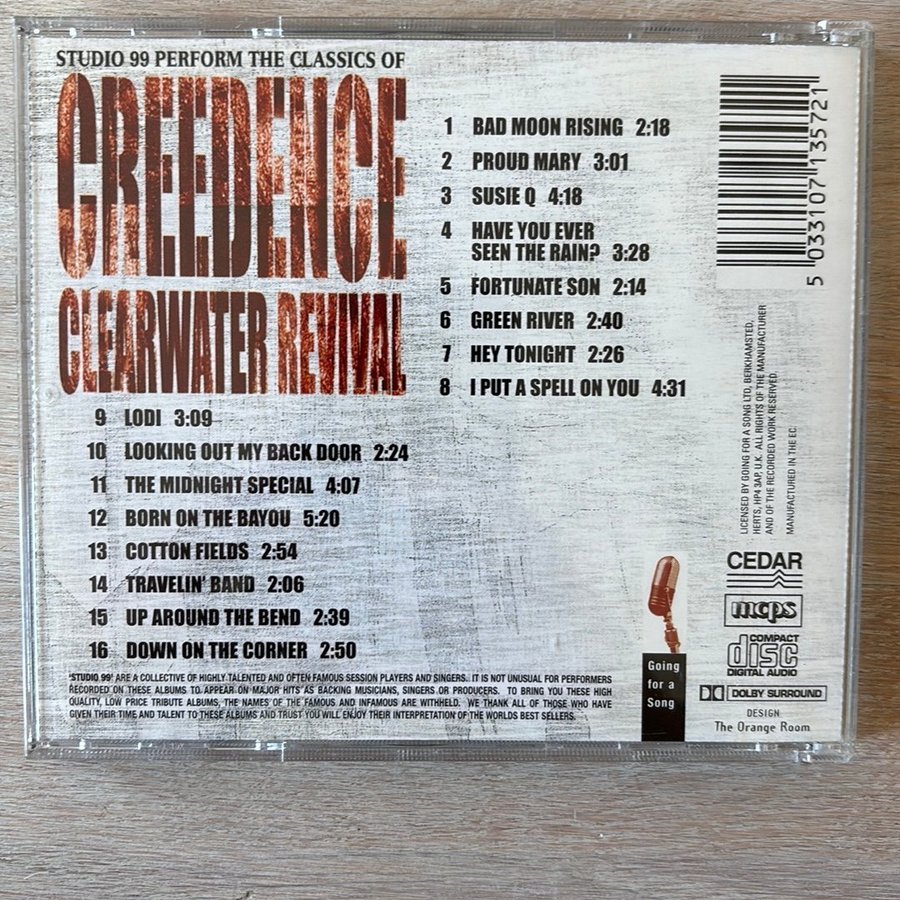 STUDIO 99 PERFORM THE CLASSICS OF
CREEDENCE
CLEARWATER REVIVAL
1 BAD MOON RISING 2:18
2 PROUD MARY 3:01
3 SUSIE Q 4:18
4 HAVE YOU EVER
SEEN THE RAIN? 3:28
5 FORTUNATE SON 2:14
6 GREEN RIVER 2:40
7 HEY TONIGHT 2:26
8 I PUT A SPELL ON YOU 4:31
9 LODI 3:09
10 LOOKING OUT MY BACK DOOR 2:24
11 THE MIDNIGHT SPECIAL 4:07
12 BORN ON THE BAYOU 5:20
13 COTTON FIELDS 2:54
14 TRAVELIN' BAND 2:06
15 UP AROUND THE BEND 2:39
16 DOWN ON THE CORNER 2:50
'STUDIO 99' ARE A COLLECTIVE OF HIGHLY TALENTED AND OFTEN FAMOUS SESSION PLAYERS AND SINGERS. IT IS NOT UNUSUAL FOR PERFORMERS
RECORDED ON THESE ALBUMS TO APPEAR ON MAJOR HITS AS BACKING MUSICIANS, SINGERS OR PRODUCERS. TO BRING YOU THESE HIGH
QUALITY, LOW PRICE TRIBUTE ALBUMS, THE NAMES OF THE FAMOUS AND INFAMOUS ARE WITHHELD. WE THANK ALL OF THOSE WHO HAVE
GIVEN THEIR TIME AND TALENT TO THESE ALBUMS AND TRUST YOU WILL ENJOY THEIR INTERPRETATION OF THE WORLDS BEST SELLERS.
5 033107 135721
LICENSED BY GOING FOR A SONG LTD, BERKHAMSTED,
HERTS, HP4 3AP, U.K. ALL RIGHTS OF THE MANUFACTURER
AND OF THE RECORDED WORK RESERVED.
MANUFACTURED IN THE EC.
Going
for a
Song
CEDAR
mcps
COMPACT
disc
DIGITAL AUDIO
DOLBY SURROUND
DESIGN
The Orange Room